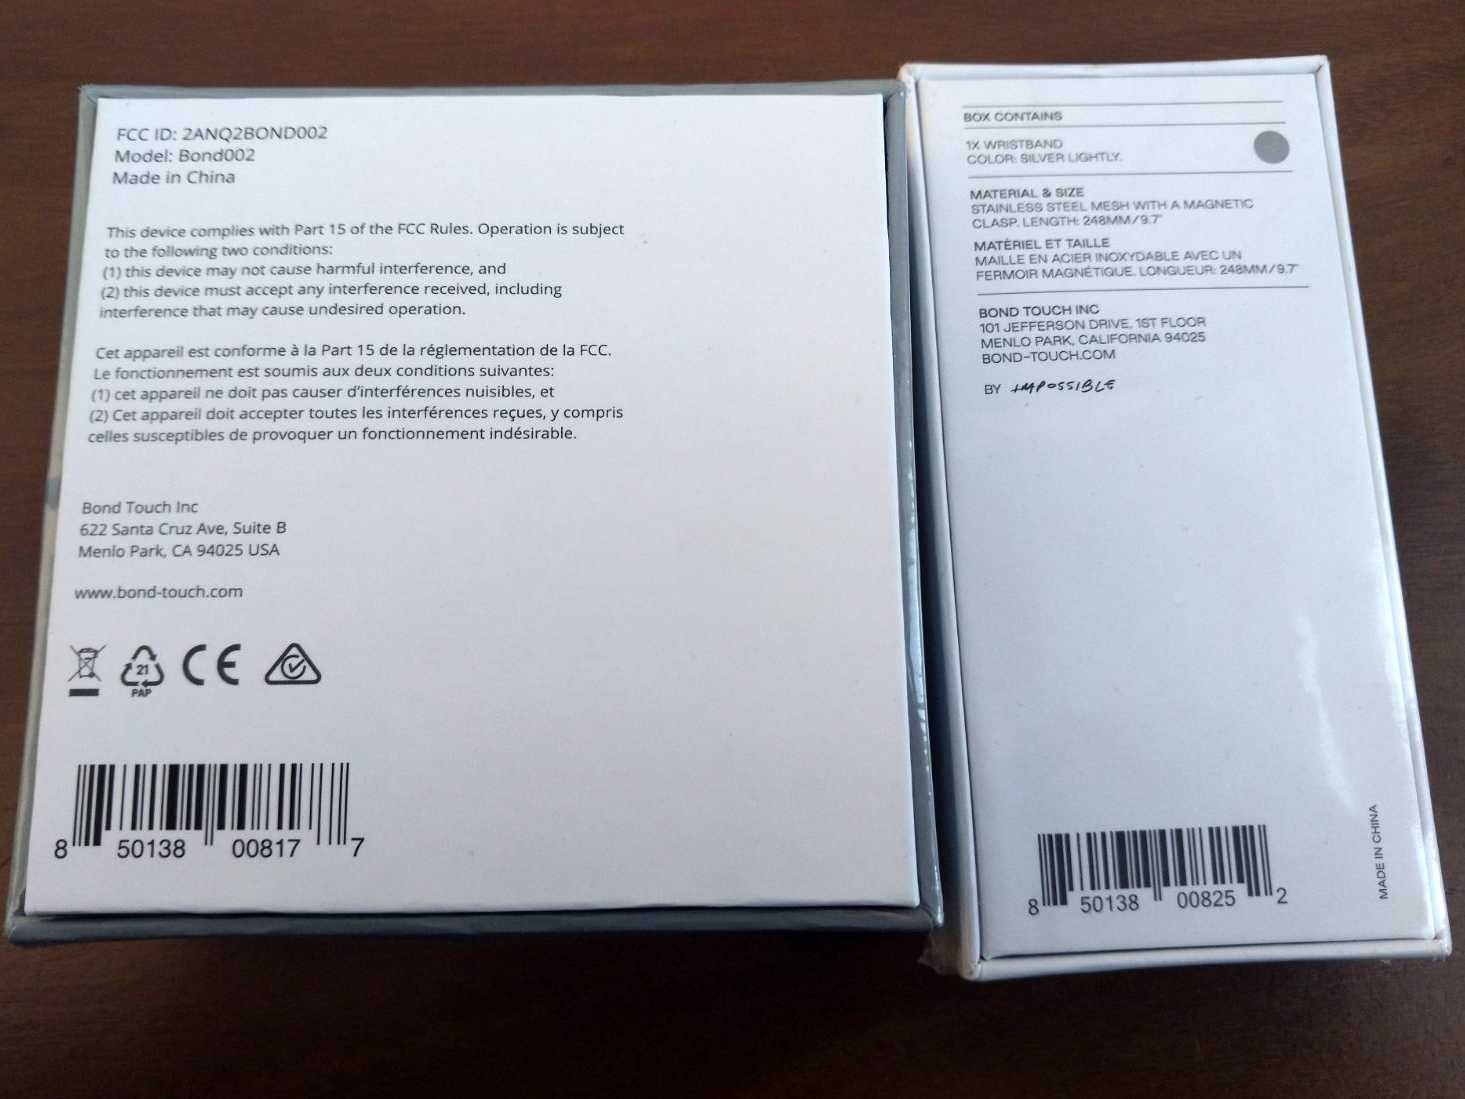 FCC ID: 2ANQ2BOND002
Model: Bond002
Made in China
This device complies with Part 15 of the FCC Rules. Operation is subject
to the following two conditions:
(1) this device may not cause harmful interference, and
(2) this device must accept any interference received, including
interference that may cause undesired operation.
Cet appareil est conforme à la Part 15 de la réglementation de la FCC.
Le fonctionnement est soumis aux deux conditions suivantes:
(1) cet appareil ne doit pas causer d'interférences nuisibles, et
(2) Cet appareil doit accepter toutes les interférences reçues, y compris
celles susceptibles de provoquer un fonctionnement indésirable.
Bond Touch Inc
622 Santa Cruz Ave, Suite B
Menlo Park, CA 94025 USA
www.bond-touch.com
21
PAP
CE
8 50138 00817 7
BOX CONTAINS
1X WRISTBAND
COLOR: SILVER LIGHTLY.
MATERIAL & SIZE
STAINLESS STEEL MESH WITH A MAGNETIC
CLASP. LENGTH: 248MM/9.7"
MATÉRIEL ET TAILLE
MAILLE EN ACIER INOXYDABLE AVEC UN
FERMOIR MAGNÉTIQUE. LONGUEUR: 248MM/9.7"
BOND TOUCH INC
101 JEFFERSON DRIVE, 1ST FLOOR
MENLO PARK, CALIFORNIA 94025
BOND-TOUCH.COM
BY IMPOSSIBLE
8 50138 00825 2
MADE IN CHINA